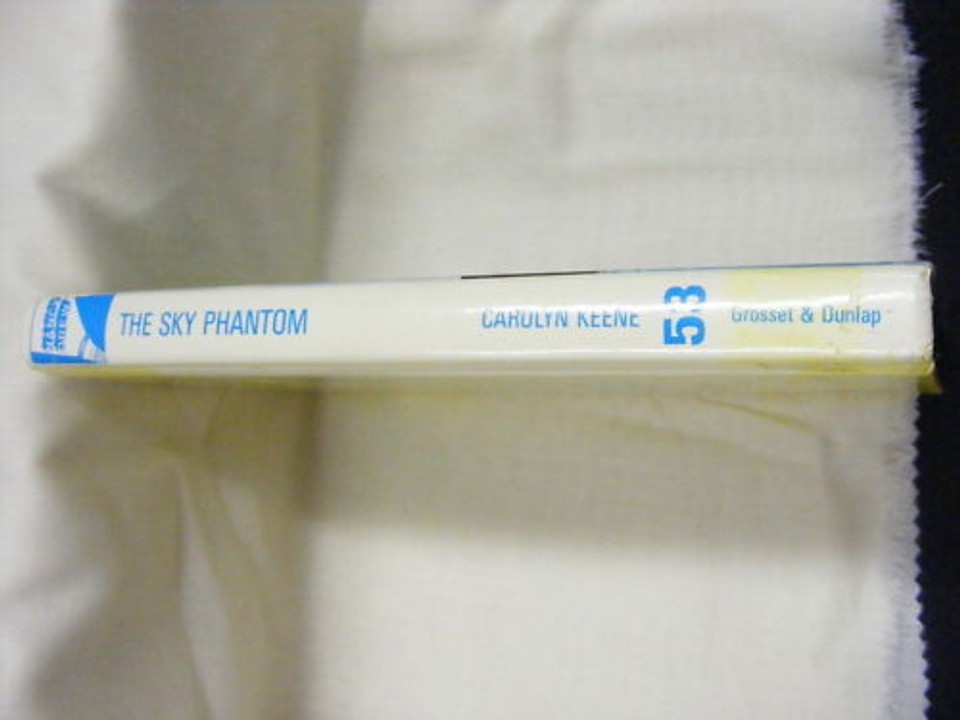 THE SKY PHANTOM
CAROLYN KEENE
53
Grosset & Dunlap